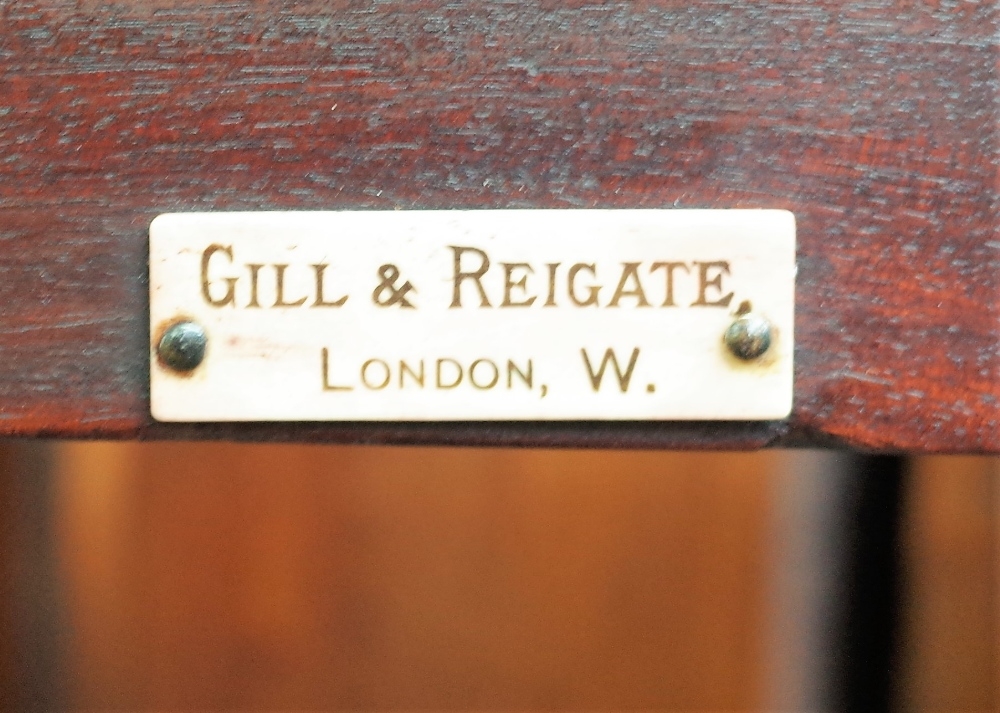 GILL & REIGATE,
LONDON, W.